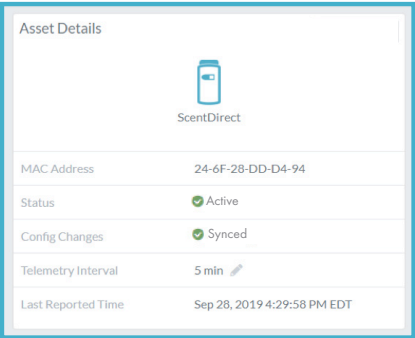 Asset Details
ScentDirect
MAC Address 24-6F-28-DD-D4-94
Status Active
Config Changes Synced
Telemetry Interval 5 min
Last Reported Time Sep 28, 2019 4:29:58 PM EDT